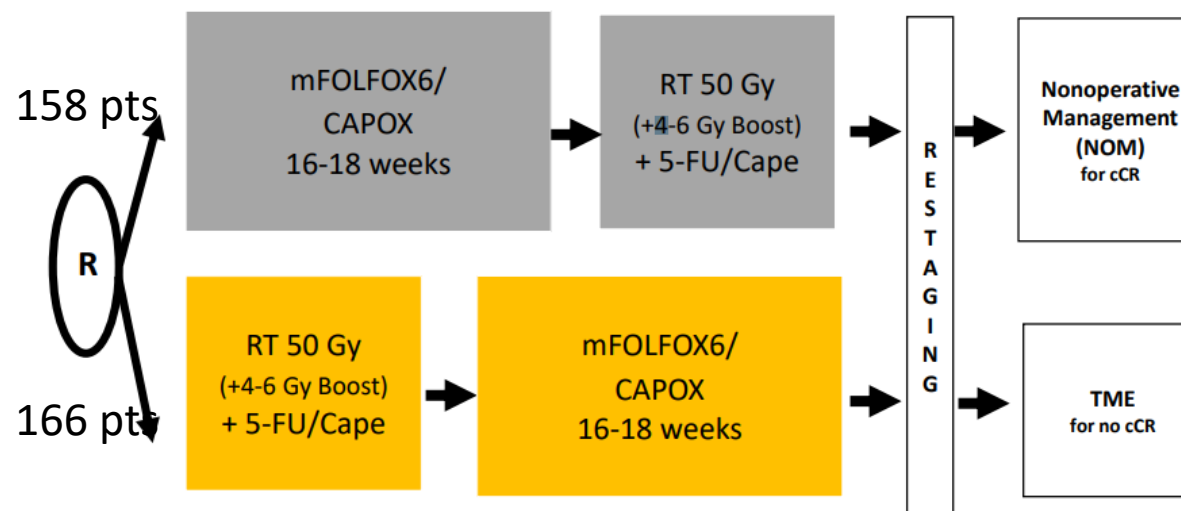 158 pts
R
166 pts
mFOLFOX6/
CAPOX
16-18 weeks
RT 50 Gy
(+4-6 Gy Boost)
+ 5-FU/Cape
RT 50 Gy
(+4-6 Gy Boost)
+ 5-FU/Cape
mFOLFOX6/
CAPOX
16-18 weeks
R
E
S
T
A
G
I
N
G
Nonoperative
Management
(NOM)
for cCR
TME
for no cCR